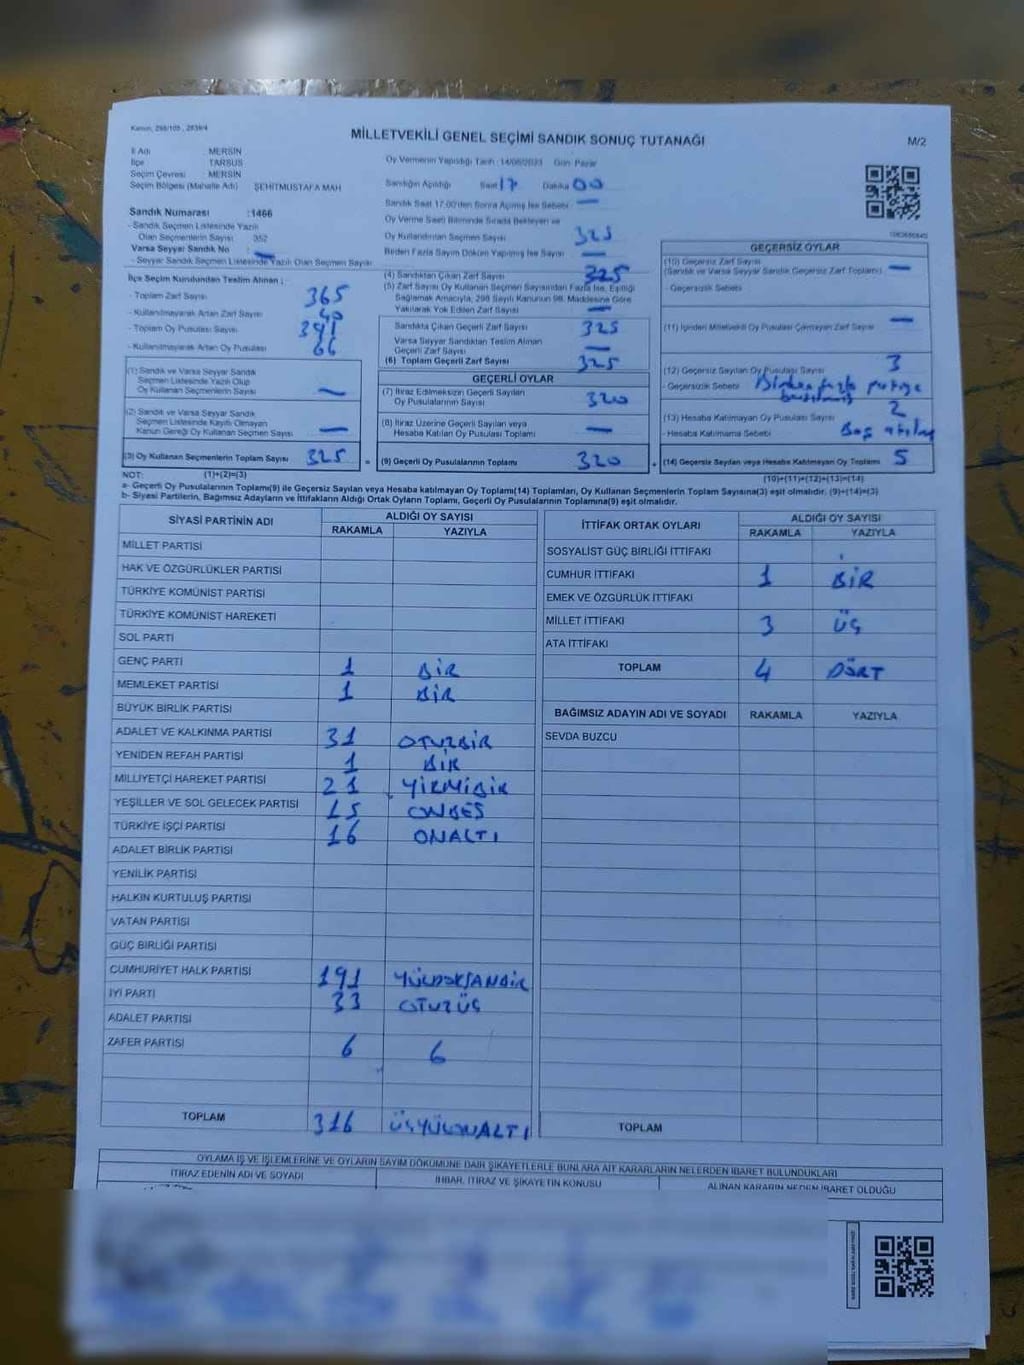 Kanun, 298/105 , 2839/4
MİLLETVEKİLİ GENEL SEÇİMİ SANDIK SONUÇ TUTANAĞI
M/2
İl Adı MERSİN
İlçe TARSUS
Seçim Çevresi MERSİN
Seçim Bölgesi (Mahalle Adı) ŞEHİTMUSTAFA MAH
Oy Vermenin Yapıldığı Tarih :14/05/2023 Gün Pazar
Sandığın Açıldığı Saat 17 Dakika 00
Sandık Saat 17:00'den Sonra Açılmış İse Sebebi —
Sandık Numarası :1466
- Sandık Seçmen Listesinde Yazılı
Olan Seçmenlerin Sayısı 352
Varsa Seyyar Sandık No : —
- Seyyar Sandık Seçmen Listesinde Yazılı Olan Seçmen Sayısı
Oy Verme Saati Bitiminde Sırada Bekleyen ve
Oy Kullandırılan Seçmen Sayısı 325
Birden Fazla Sayım Döküm Yapılmış İse Sayısı —
İlçe Seçim Kurulundan Teslim Alınan :
- Toplam Zarf Sayısı 365
- Kullanılmayarak Artan Zarf Sayısı 40
- Toplam Oy Pusulası Sayısı 391
- Kullanılmayarak Artan Oy Pusulası 66
(4) Sandıktan Çıkan Zarf Sayısı 325
(5) Zarf Sayısı Oy Kullanan Seçmen Sayısından Fazla İse, Eşitliği
Sağlamak Amacıyla, 298 Sayılı Kanunun 98. Maddesine Göre
Yakılarak Yok Edilen Zarf Sayısı —
Sandıkta Çıkan Geçerli Zarf Sayısı 325
Varsa Seyyar Sandıktan Teslim Alınan
Geçerli Zarf Sayısı —
(6) Toplam Geçerli Zarf Sayısı 325
GEÇERSİZ OYLAR
(10) Geçersiz Zarf Sayısı
(Sandık ve Varsa Seyyar Sandık Geçersiz Zarf Toplamı) —
- Geçersizlik Sebebi
(11) İçinden Milletvekili Oy Pusulası Çıkmayan Zarf Sayısı —
(12) Geçersiz Sayılan Oy Pusulası Sayısı 3
- Geçersizlik Sebebi Birden fazla partiye
basılmış
(13) Hesaba Katılmayan Oy Pusulası Sayısı 2
- Hesaba Katılmama Sebebi Boş atılmış
(14) Geçersiz Sayılan veya Hesaba Katılmayan Oy Toplamı 5
(10)+(11)+(12)+(13)=(14)
(1) Sandık ve Varsa Seyyar Sandık
Seçmen Listesinde Yazılı Olup
Oy Kullanan Seçmen Sayısı —
(2) Sandık ve Varsa Seyyar Sandık
Seçmen Listesinde Kayıtlı Olmayan
Kanun Gereği Oy Kullanan Seçmen Sayısı —
(3) Oy Kullanan Seçmenlerin Toplam Sayısı 325 =
(1)+(2)=(3)
GEÇERLİ OYLAR
(7) İtiraz Edilmeksizin Geçerli Sayılan
Oy Pusulalarının Sayısı 320
(8) İtiraz Üzerine Geçerli Sayılan veya
Hesaba Katılan Oy Pusulası Toplamı —
(9) Geçerli Oy Pusulalarının Toplamı 320 +
NOT:
a- Geçerli Oy Pusulalarının Toplamı(9) ile Geçersiz Sayılan veya Hesaba katılmayan Oy Toplamı(14) Toplamları, Oy Kullanan Seçmenlerin Toplam Sayısına(3) eşit olmalıdır. (9)+(14)=(3)
b- Siyasi Partilerin, Bağımsız Adayların ve İttifakların Aldığı Ortak Oyların Toplamı, Geçerli Oy Pusulalarının Toplamına(9) eşit olmalıdır.
SİYASİ PARTİNİN ADI ALDIĞI OY SAYISI
RAKAMLA YAZIYLA
MİLLET PARTİSİ
HAK VE ÖZGÜRLÜKLER PARTİSİ
TÜRKİYE KOMÜNİST PARTİSİ
TÜRKİYE KOMÜNİST HAREKETİ
SOL PARTİ
GENÇ PARTİ 1 BİR
MEMLEKET PARTİSİ 1 BİR
BÜYÜK BİRLİK PARTİSİ
ADALET VE KALKINMA PARTİSİ 31 OTUZBİR
YENİDEN REFAH PARTİSİ 1 BİR
MİLLİYETÇİ HAREKET PARTİSİ 21 YİRMİBİR
YEŞİLLER VE SOL GELECEK PARTİSİ 15 ONBEŞ
TÜRKİYE İŞÇİ PARTİSİ 16 ONALTI
ADALET BİRLİK PARTİSİ
YENİLİK PARTİSİ
HALKIN KURTULUŞ PARTİSİ
VATAN PARTİSİ
GÜÇ BİRLİĞİ PARTİSİ
CUMHURİYET HALK PARTİSİ 191 YÜZDOKSANBİR
İYİ PARTİ 33 OTUZÜÇ
ADALET PARTİSİ
ZAFER PARTİSİ 6 6
TOPLAM 316 ÜÇYÜZONALTI
İTTİFAK ORTAK OYLARI ALDIĞI OY SAYISI
RAKAMLA YAZIYLA
SOSYALİST GÜÇ BİRLİĞİ İTTİFAKI
CUMHUR İTTİFAKI 1 BİR
EMEK VE ÖZGÜRLÜK İTTİFAKI
MİLLET İTTİFAKI 3 ÜÇ
ATA İTTİFAKI
TOPLAM 4 DÖRT
BAĞIMSIZ ADAYIN ADI VE SOYADI RAKAMLA YAZIYLA
SEVDA BUZCU
TOPLAM
OYLAMA İŞ VE İŞLEMLERİNE VE OYLARIN SAYIM DÖKÜMÜNE DAİR ŞİKAYETLERLE BUNLARA AİT KARARLARIN NELERDEN İBARET BULUNDUKLARI
İTİRAZ EDENİN ADI VE SOYADI İHBAR, İTİRAZ VE ŞİKAYETİN KONUSU ALINAN KARARIN NEDEN İBARET OLDUĞU